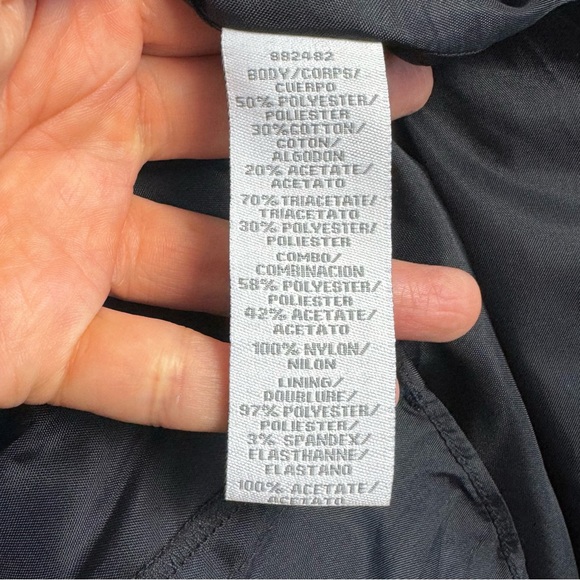 882482
BODY/CORPS/
CUERPO
50% POLYESTER/
POLIESTER
30%COTTON/
COTON/
ALGODON
20% ACETATE/
ACETATO
70%TRIACETATE/
TRIACETATO
30% POLYESTER/
POLIESTER
COMBO/
COMBINACION
58% POLYESTER/
POLIESTER
42% ACETATE/
ACETATO
100% NYLON/
NILON
LINING/
DOUBLURE/
97% POLYESTER/
POLIESTER/
3% SPANDEX/
ELASTHANNE/
ELASTANO
100% ACETATE/
ACETATO